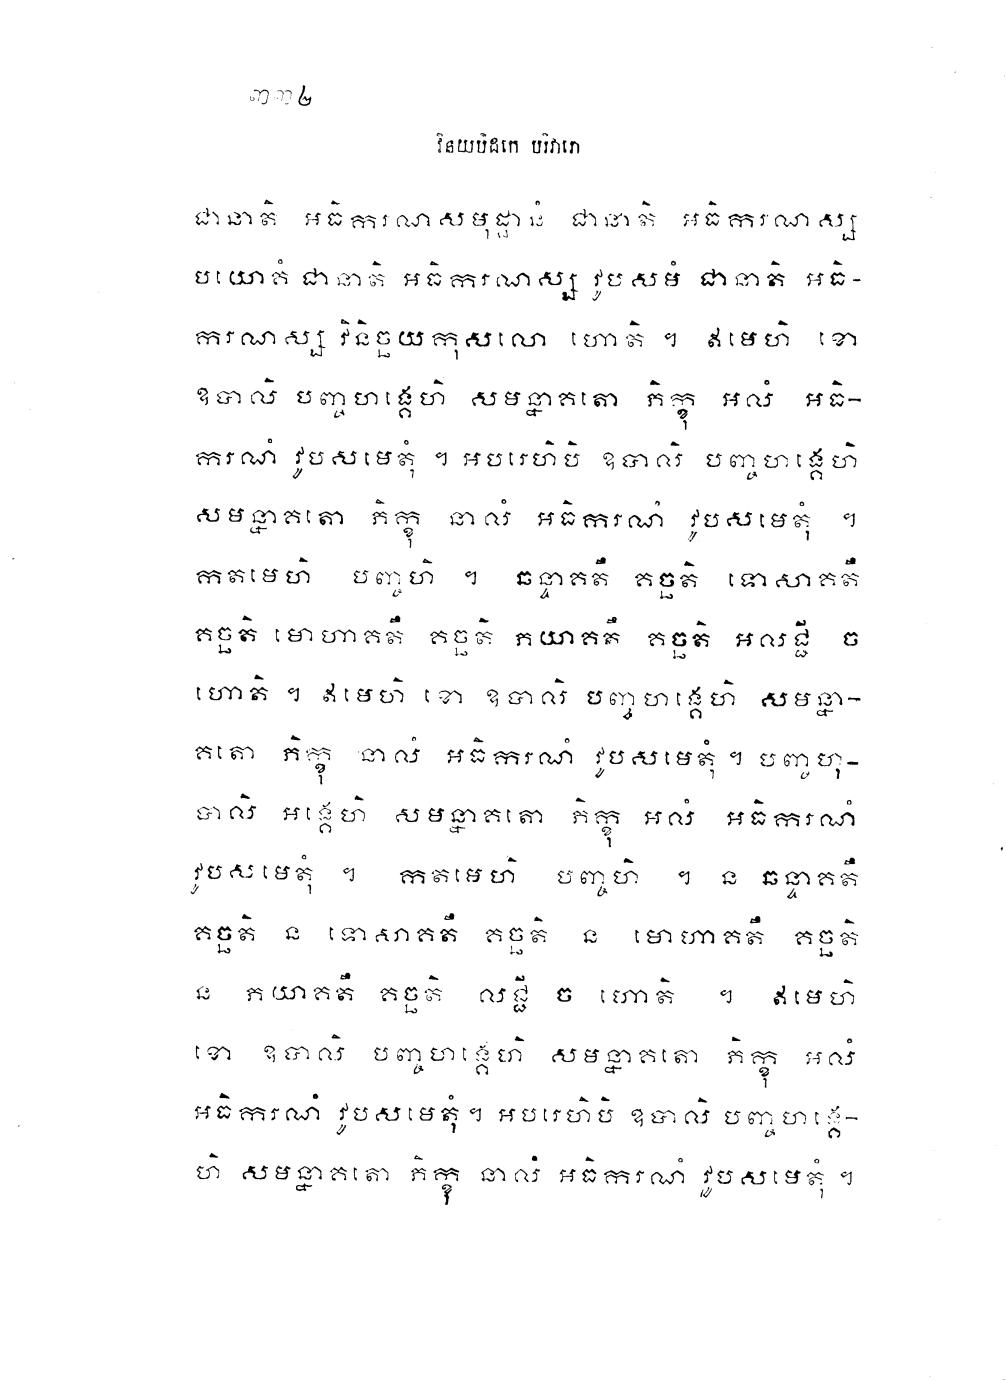 ៣៣៤
វិនយបិដកេ បរិវារោ
ជានាតិ អធិករណសមុដ្ឋានំ ជានាតិ អធិករណស្ស
បយោគំ ជានាតិ អធិករណស្ស វូបសមំ ជានាតិ អធិ-
ករណស្ស វិនិច្ឆយកុសលោ ហោតិ ។ ឥមេហិ ខោ
ឧបាលិ បញ្ចហង្គេហិ សមន្នាគតោ ភិក្ខុ អលំ អធិ-
ករណំ វូបសមេតុំ ។ អបរេហិបិ ឧបាលិ បញ្ចហង្គេហិ
សមន្នាគតោ ភិក្ខុ នាលំ អធិករណំ វូបសមេតុំ ។
កតមេហិ បញ្ចហិ ។ ឆន្ទាគតឹ គច្ឆតិ ទោសាគតឹ
គច្ឆតិ មោហាគតឹ គច្ឆតិ ភយាគតឹ គច្ឆតិ អលជ្ជី ច
ហោតិ ។ ឥមេហិ ខោ ឧបាលិ បញ្ចហង្គេហិ សមន្នា-
គតោ ភិក្ខុ នាលំ អធិករណំ វូបសមេតុំ ។ បញ្ចហុ-
បាលិ អង្គេហិ សមន្នាគតោ ភិក្ខុ អលំ អធិករណំ
វូបសមេតុំ ។ កតមេហិ បញ្ចហិ ។ ន ឆន្ទាគតឹ
គច្ឆតិ ន ទោសាគតឹ គច្ឆតិ ន មោហាគតឹ គច្ឆតិ
ន ភយាគតឹ គច្ឆតិ លជ្ជី ច ហោតិ ។ ឥមេហិ
ខោ ឧបាលិ បញ្ចហង្គេហិ សមន្នាគតោ ភិក្ខុ អលំ
អធិករណំ វូបសមេតុំ ។ អបរេហិបិ ឧបាលិ បញ្ចហង្គេ-
ហិ សមន្នាគតោ ភិក្ខុ នាលំ អធិករណំ វូបសមេតុំ ។